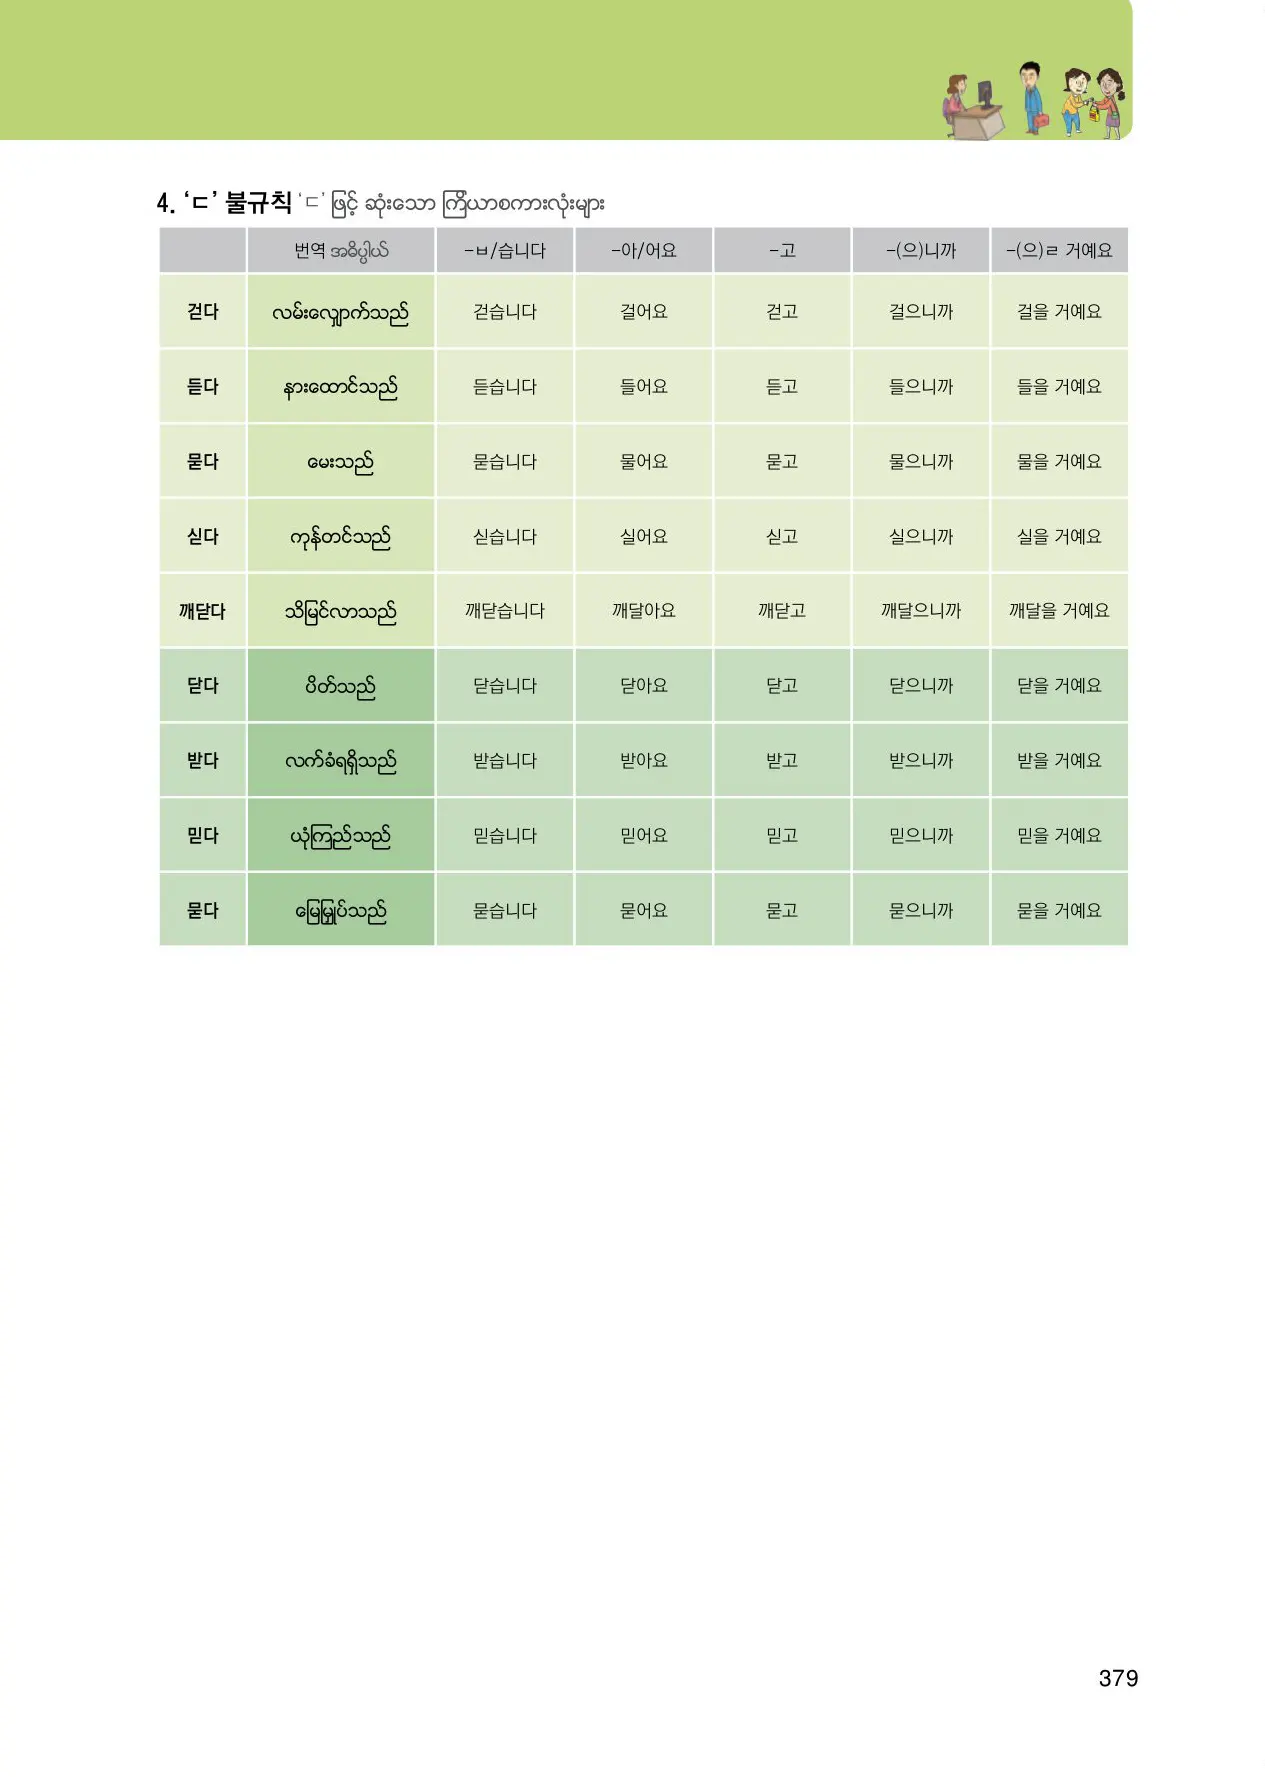 4. ‘ㄷ’ 불규칙 ‘ㄷ’ ဖြင့် ဆုံးသော ကြိယာစကားလုံးများ
번역 အဓိပ္ပါယ် -ㅂ/습니다 -아/어요 -고 -(으)니까 -(으)ㄹ 거예요
걷다 လမ်းလျှောက်သည် 걷습니다 걸어요 걷고 걸으니까 걸을 거예요
듣다 နားထောင်သည် 듣습니다 들어요 듣고 들으니까 들을 거예요
묻다 မေးသည် 묻습니다 물어요 묻고 물으니까 물을 거예요
싣다 ကုန်တင်သည် 싣습니다 실어요 싣고 실으니까 실을 거예요
깨닫다 သိမြင်လာသည် 깨닫습니다 깨달아요 깨닫고 깨달으니까 깨달을 거예요
닫다 ပိတ်သည် 닫습니다 닫아요 닫고 닫으니까 닫을 거예요
받다 လက်ခံရရှိသည် 받습니다 받아요 받고 받으니까 받을 거예요
믿다 ယုံကြည်သည် 믿습니다 믿어요 믿고 믿으니까 믿을 거예요
묻다 မြေမြှုပ်သည် 묻습니다 묻어요 묻고 묻으니까 묻을 거예요
379